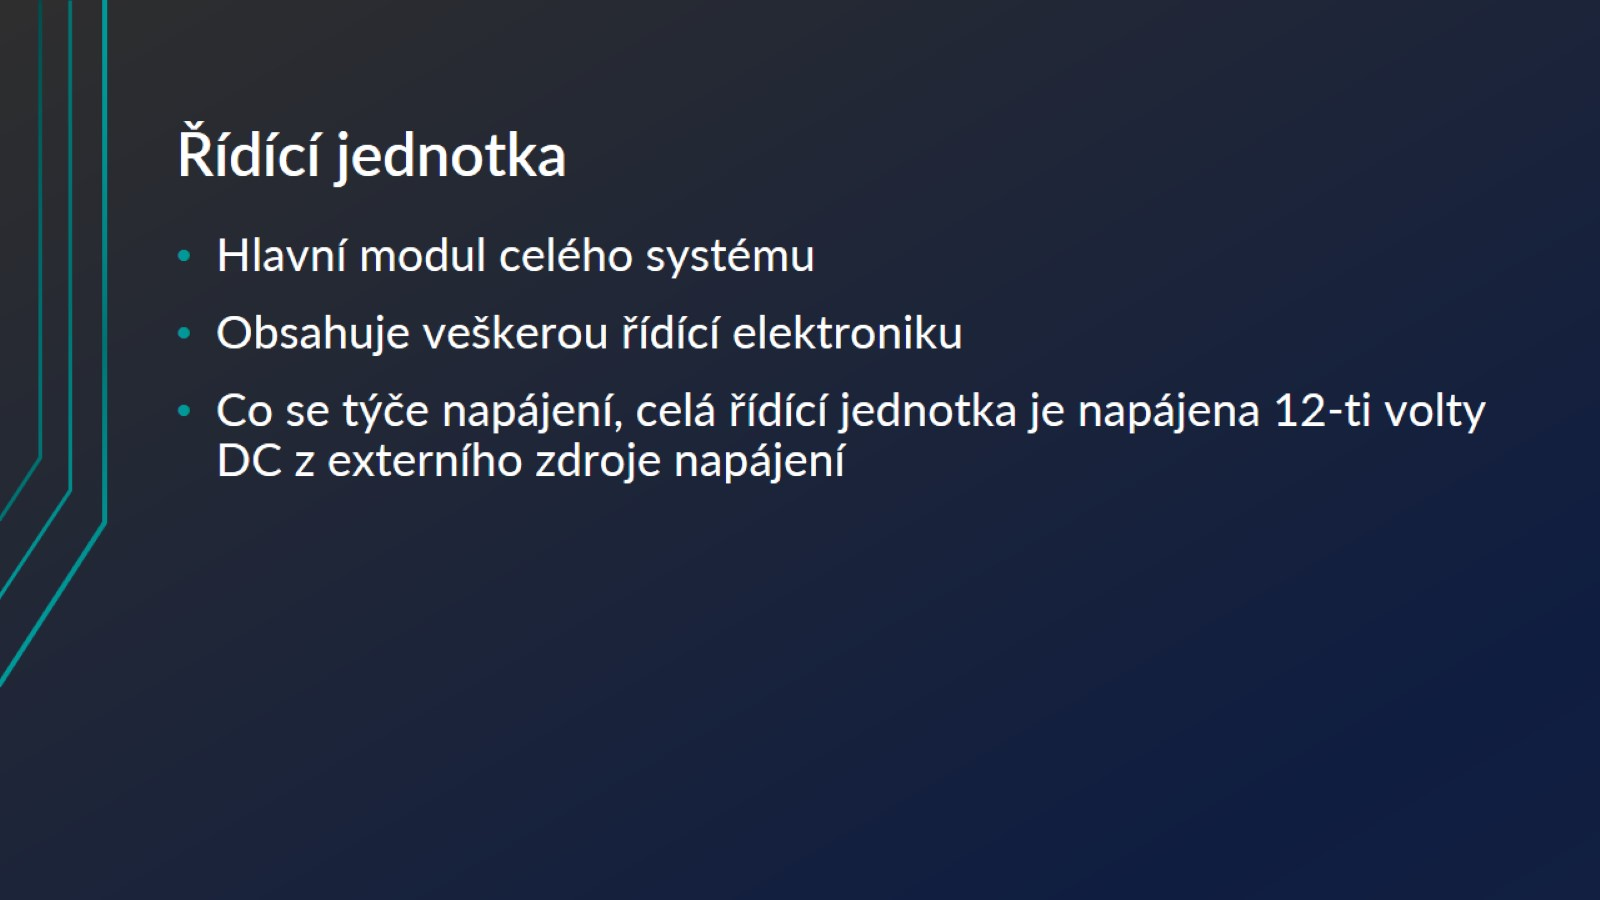 Řídící jednotka
• Hlavní modul celého systému
• Obsahuje veškerou řídící elektroniku
• Co se týče napájení, celá řídící jednotka je napájena 12-ti volty
DC z externího zdroje napájení